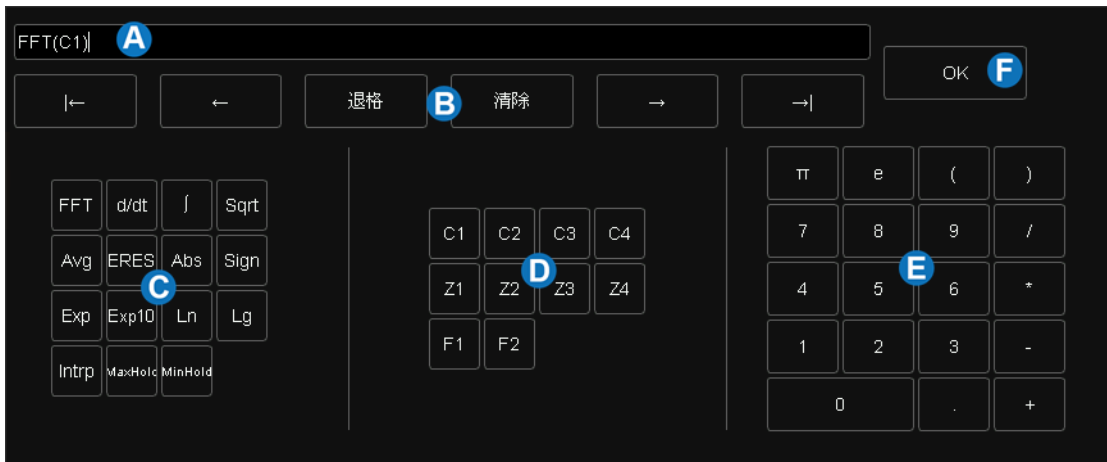 FFT(C1) A
OK F
|← ← 退格 B 清除 → →|
π e ( )
FFT d/dt ∫ Sqrt
C1 C2 C3 C4
7 8 9 /
Avg ERES Abs Sign
D E
C
Z1 Z2 Z3 Z4
4 5 6 *
Exp Exp10 Ln Lg
F1 F2
1 2 3 -
Intrp MaxHold MinHold
0 . +